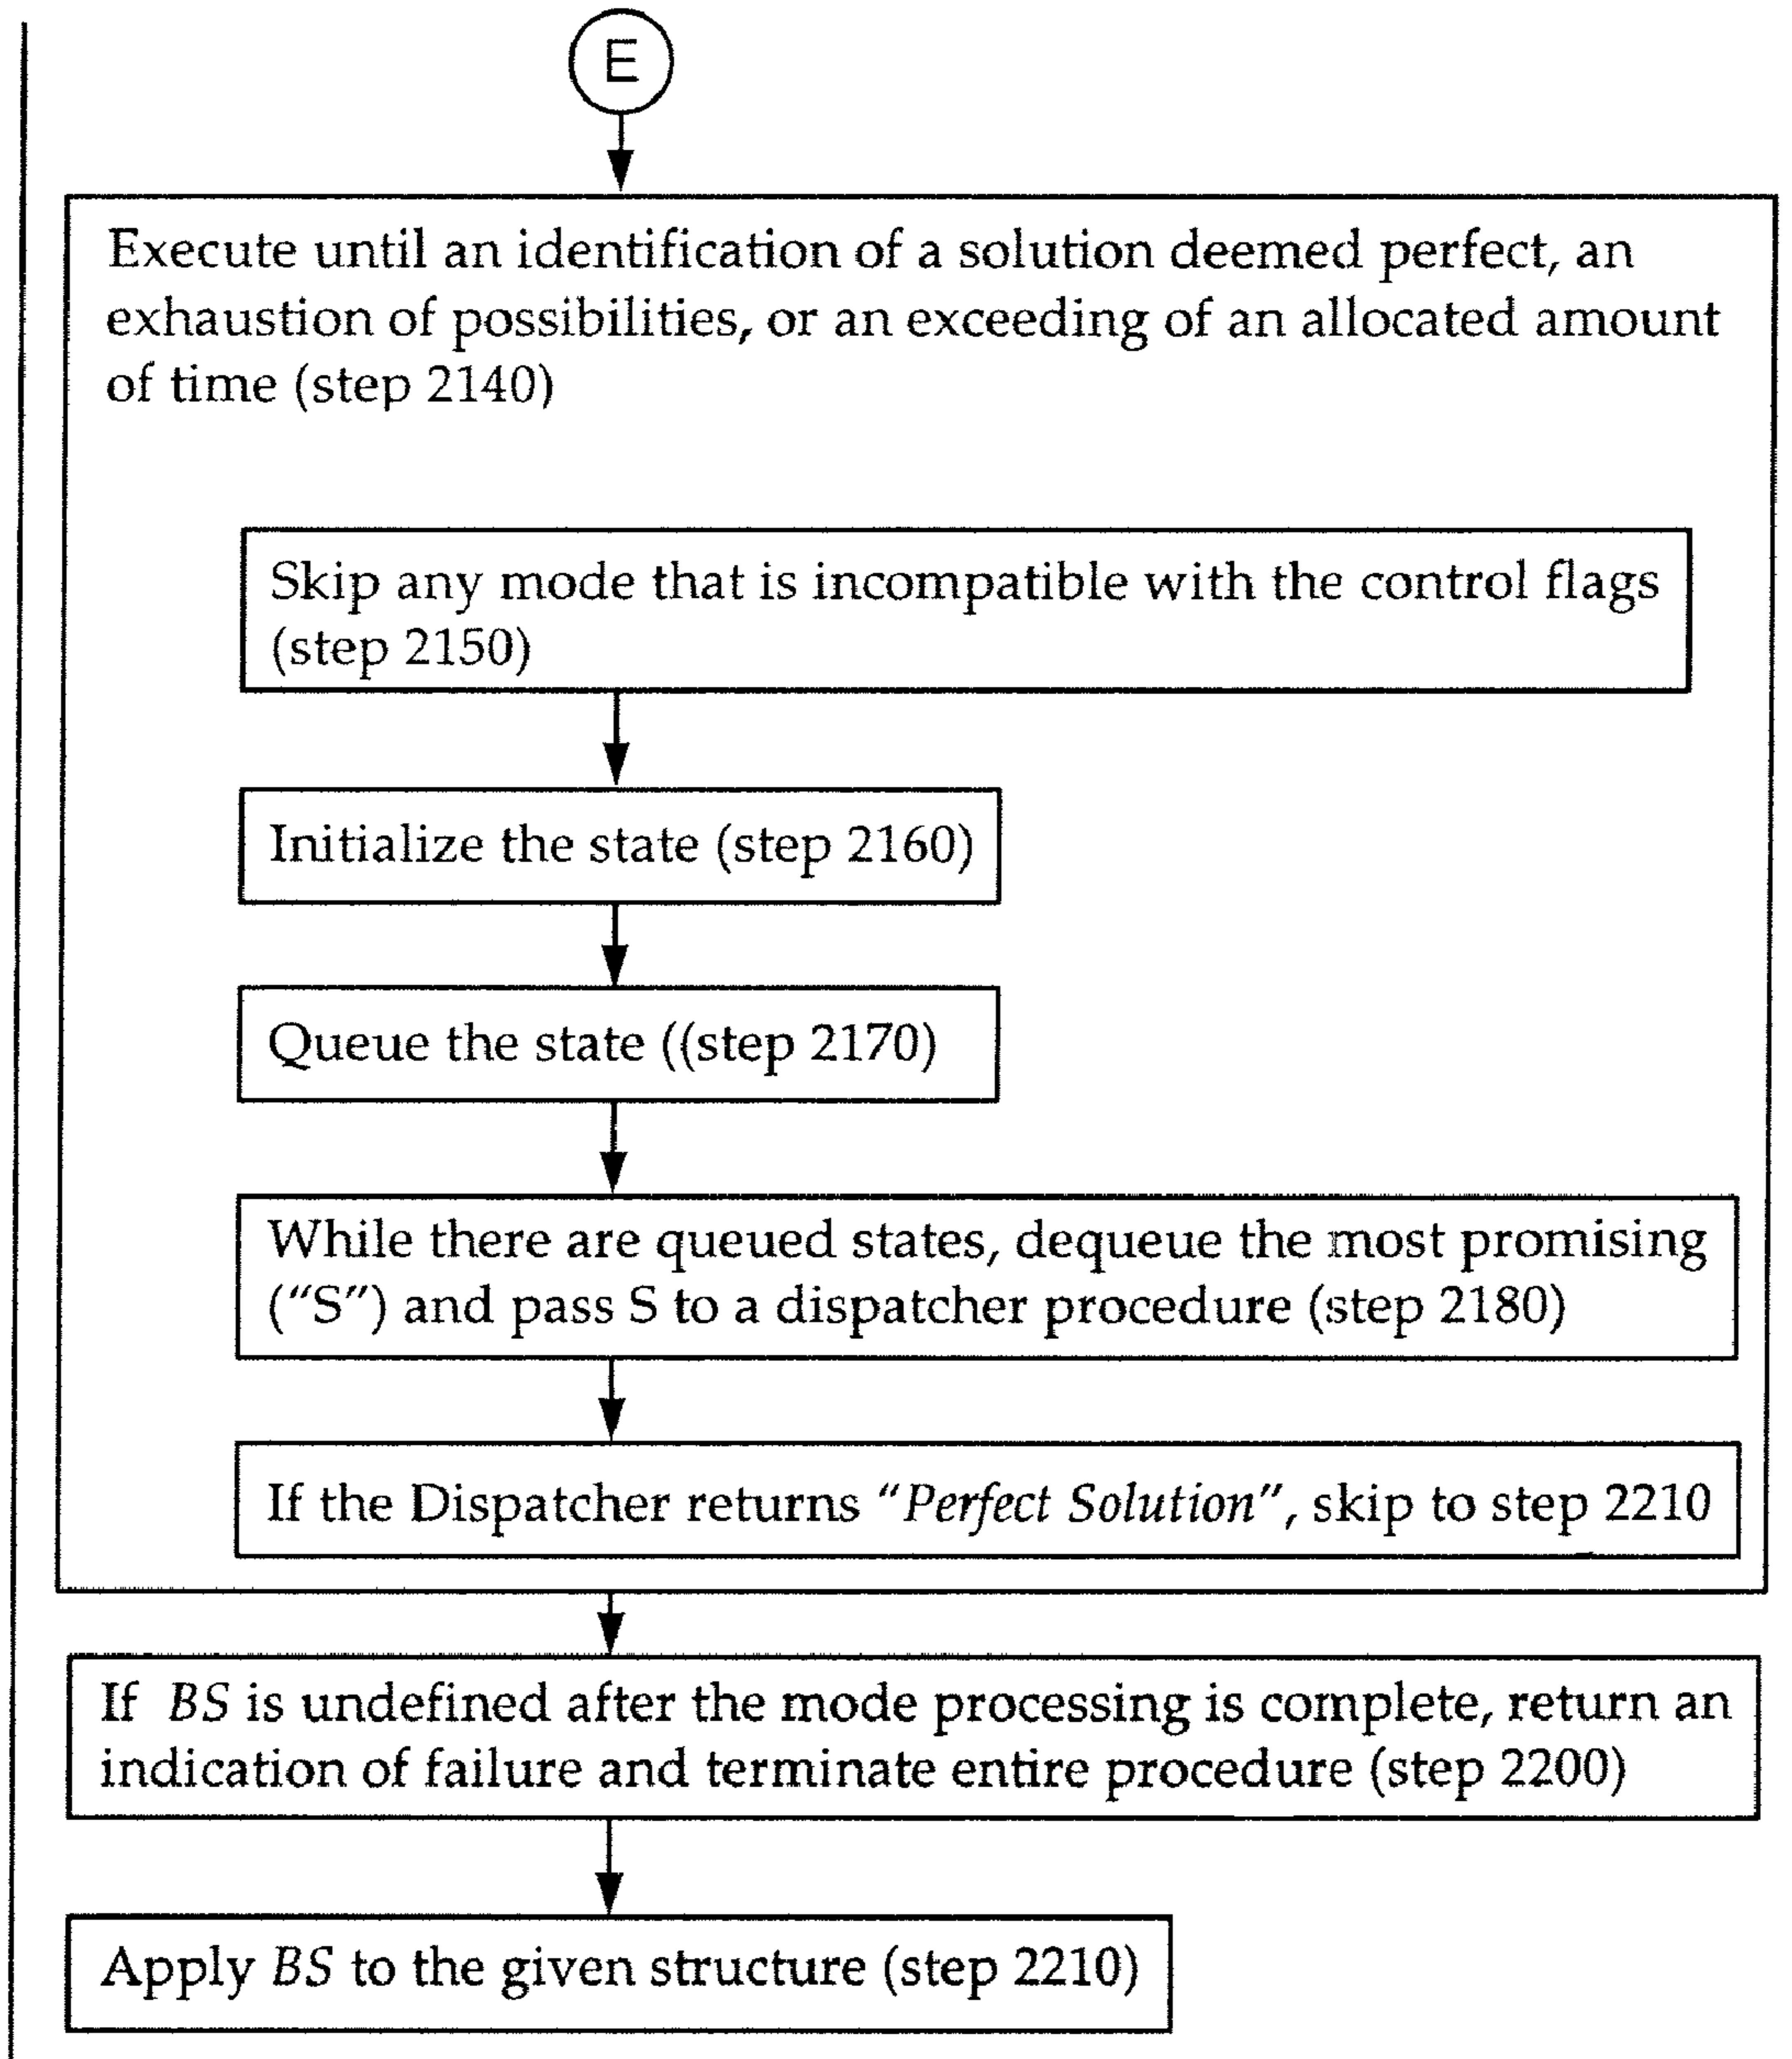 E
Execute until an identification of a solution deemed perfect, an
exhaustion of possibilities, or an exceeding of an allocated amount
of time (step 2140)
Skip any mode that is incompatible with the control flags
(step 2150)
Initialize the state (step 2160)
Queue the state ((step 2170)
While there are queued states, dequeue the most promising
("S") and pass S to a dispatcher procedure (step 2180)
If the Dispatcher returns "Perfect Solution", skip to step 2210
If BS is undefined after the mode processing is complete, return an
indication of failure and terminate entire procedure (step 2200)
Apply BS to the given structure (step 2210)